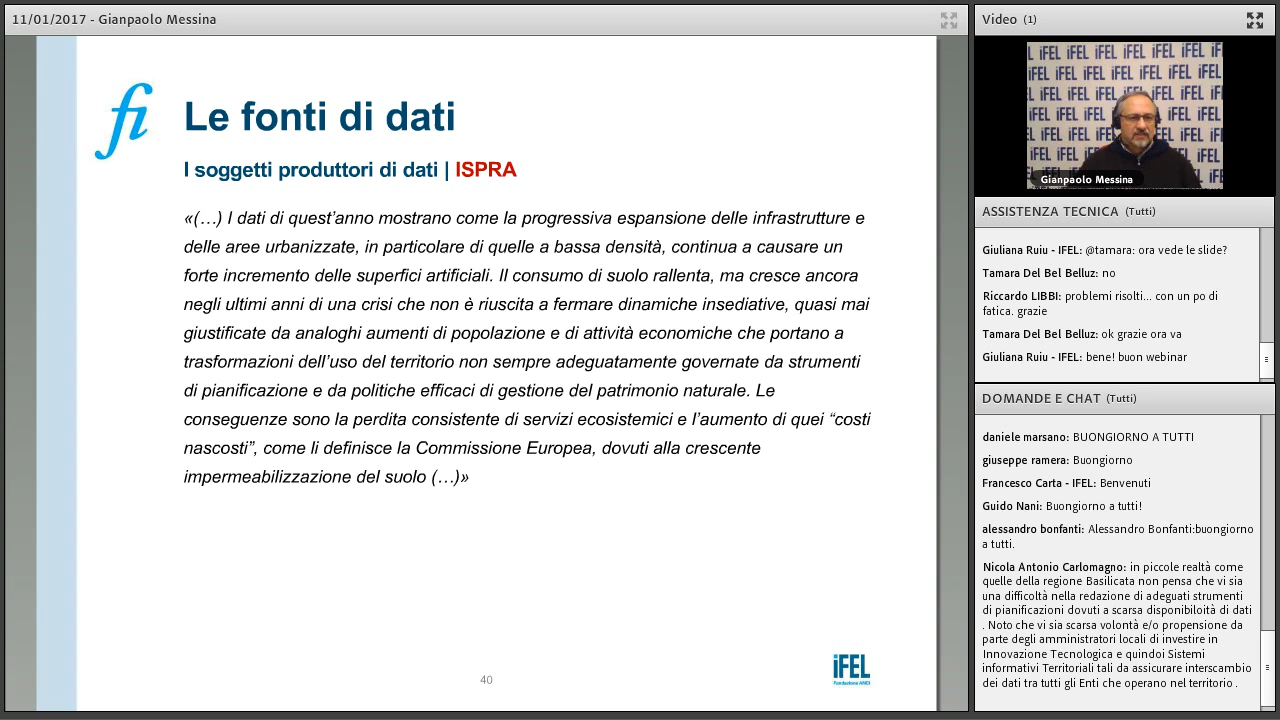 11/01/2017 - Gianpaolo Messina
fi
Le fonti di dati
I soggetti produttori di dati | ISPRA
«(…) I dati di quest’anno mostrano come la progressiva espansione delle infrastrutture e
delle aree urbanizzate, in particolare di quelle a bassa densità, continua a causare un
forte incremento delle superfici artificiali. Il consumo di suolo rallenta, ma cresce ancora
negli ultimi anni di una crisi che non è riuscita a fermare dinamiche insediative, quasi mai
giustificate da analoghi aumenti di popolazione e di attività economiche che portano a
trasformazioni dell’uso del territorio non sempre adeguatamente governate da strumenti
di pianificazione e da politiche efficaci di gestione del patrimonio naturale. Le
conseguenze sono la perdita consistente di servizi ecosistemici e l’aumento di quei “costi
nascosti”, come li definisce la Commissione Europea, dovuti alla crescente
impermeabilizzazione del suolo (…)»
40
iFEL
Fondazione ANCI
Video (1)
iFEL iFEL iFEL iFEL iFEL
Gianpaolo Messina
ASSISTENZA TECNICA (Tutti)
Giuliana Ruiu - IFEL: @tamara: ora vede le slide?
Tamara Del Bel Belluz: no
Riccardo LIBBI: problemi risolti... con un po di
fatica. grazie
Tamara Del Bel Belluz: ok grazie ora va
Giuliana Ruiu - IFEL: bene! buon webinar
DOMANDE E CHAT (Tutti)
daniele marsano: BUONGIORNO A TUTTI
giuseppe ramera: Buongiorno
Francesco Carta - IFEL: Benvenuti
Guido Nani: Buongiorno a tutti!
alessandro bonfanti: Alessandro Bonfanti:buongiorno
a tutti.
Nicola Antonio Carlomagno: in piccole realtà come
quelle della regione Basilicata non pensa che vi sia
una difficoltà nella redazione di adeguati strumenti
di pianificazioni dovuti a scarsa disponibiloità di dati
. Noto che vi sia scarsa volontà e/o propensione da
parte degli amministratori locali di investire in
Innovazione Tecnologica e quindoi Sistemi
informativi Territoriali tali da assicurare interscambio
dei dati tra tutti gli Enti che operano nel territorio .